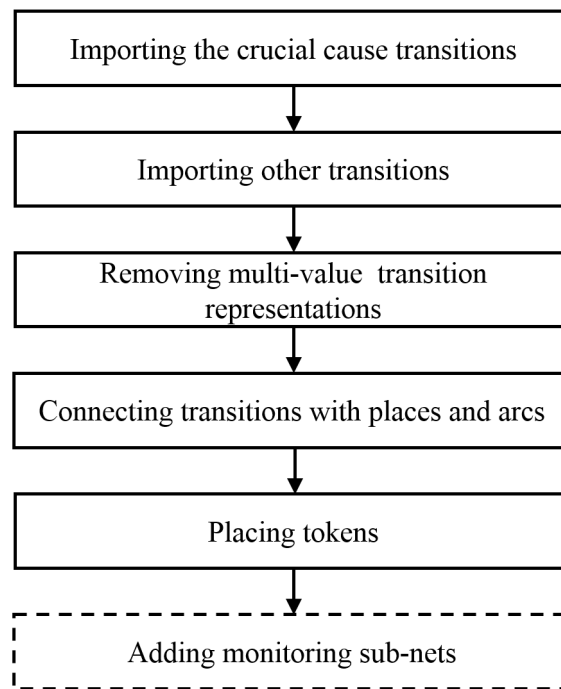 Importing the crucial cause transitions
Importing other transitions
Removing multi-value transition
representations
Connecting transitions with places and arcs
Placing tokens
Adding monitoring sub-nets